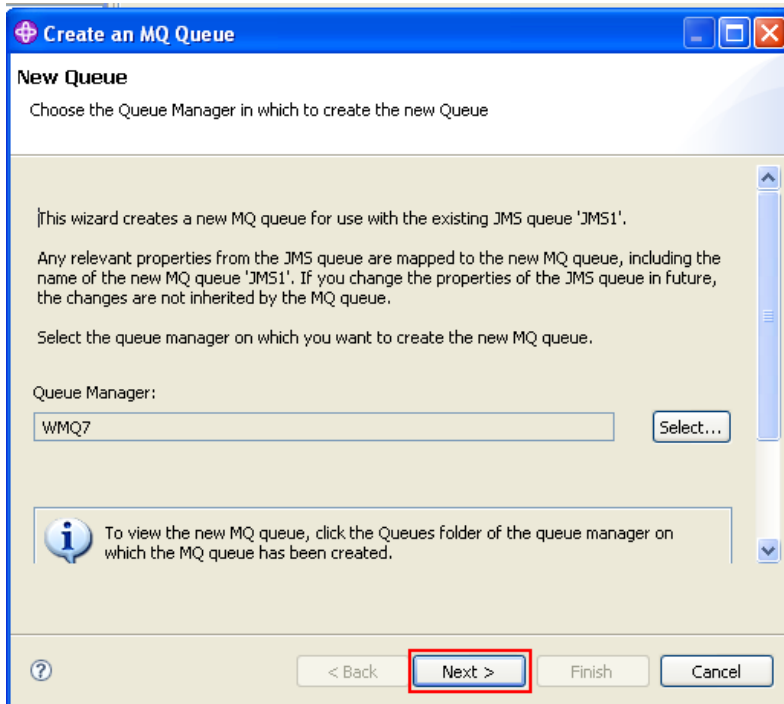 Create an MQ Queue
New Queue
Choose the Queue Manager in which to create the new Queue
This wizard creates a new MQ queue for use with the existing JMS queue 'JMS1'.
Any relevant properties from the JMS queue are mapped to the new MQ queue, including the
name of the new MQ queue 'JMS1'. If you change the properties of the JMS queue in future,
the changes are not inherited by the MQ queue.
Select the queue manager on which you want to create the new MQ queue.
Queue Manager:
WMQ7
Select...
To view the new MQ queue, click the Queues folder of the queue manager on
which the MQ queue has been created.
?
< Back
Next >
Finish
Cancel